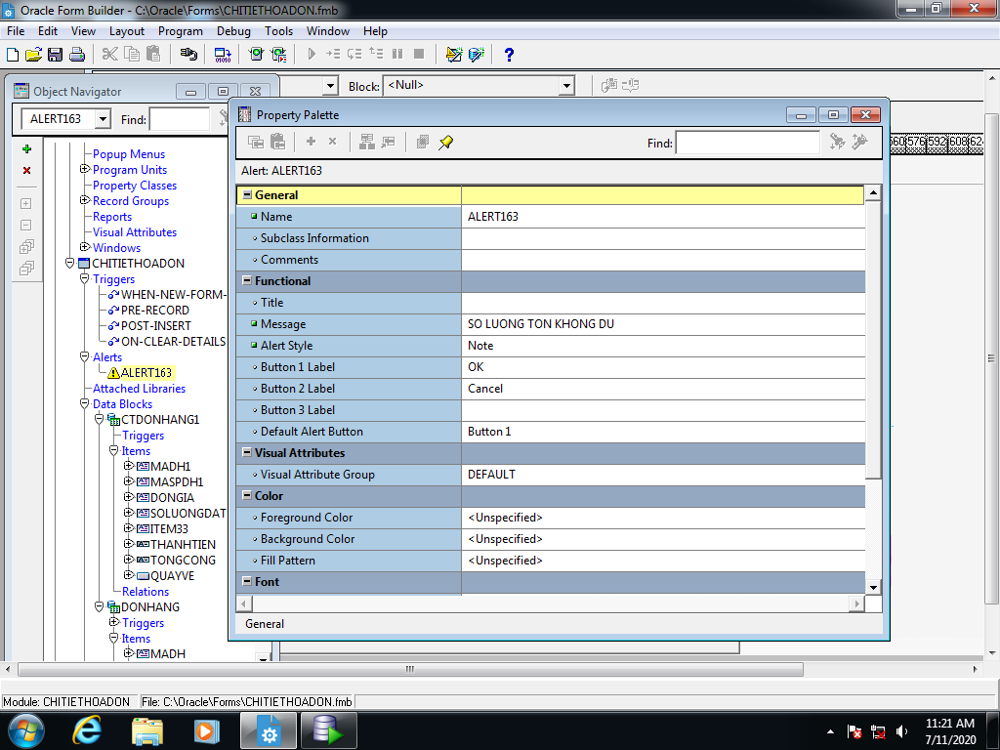 Oracle Form Builder - C:\Oracle\Forms\CHITIETHOADON.fmb
File Edit View Layout Program Debug Tools Window Help
Object Navigator
Block: <Null>
ALERT163 Find:
Popup Menus
Program Units
Property Classes
Record Groups
Reports
Visual Attributes
Windows
CHITIETHOADON
Triggers
WHEN-NEW-FORM-
PRE-RECORD
POST-INSERT
ON-CLEAR-DETAILS
Alerts
ALERT163
Attached Libraries
Data Blocks
CTDONHANG1
Triggers
Items
MADH1
MASPDH1
DONGIA
SOLUONGDAT
ITEM33
THANHTIEN
TONGCONG
QUAYVE
Relations
DONHANG
Triggers
Items
MADH
Property Palette
Find:
Alert: ALERT163
General
Name ALERT163
Subclass Information
Comments
Functional
Title
Message SO LUONG TON KHONG DU
Alert Style Note
Button 1 Label OK
Button 2 Label Cancel
Button 3 Label
Default Alert Button Button 1
Visual Attributes
Visual Attribute Group DEFAULT
Color
Foreground Color <Unspecified>
Background Color <Unspecified>
Fill Pattern <Unspecified>
Font
General
576 592 608 624
Module: CHITIETHOADON File: C:\Oracle\Forms\CHITIETHOADON.fmb
11:21 AM
7/11/2020